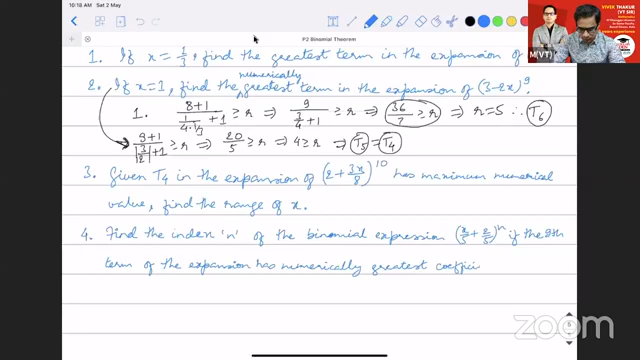 10:18 AM Sat 2 May
P2 Binomial Theorem
VIVEK THAKUR
(VT SIR)
M(VT)
1. If x = 1/3, find the greatest term in the expansion of
numerically
2. If x=1, find the ^ greatest term in the expansion of (3-2x)^9
1. (8+1)/(1/(4·1/3)+1) ≥ r ⇒ 9/(3/4+1) ≥ r ⇒ 36/7 ≥ r ⇒ r=5 ∴ T6
(9+1)/(|3/2|+1) ≥ r ⇒ 20/5 ≥ r ⇒ 4 ≥ r ⇒ T5 = T4
3. Given T4 in the expansion of (2 + 3x/8)^10 has maximum numerical
value, find the range of x.
4. Find the index 'n' of the binomial expression (x/5 + 2/5)^n if the 9th
term of the expansion has numerically greatest coeffici
zoom